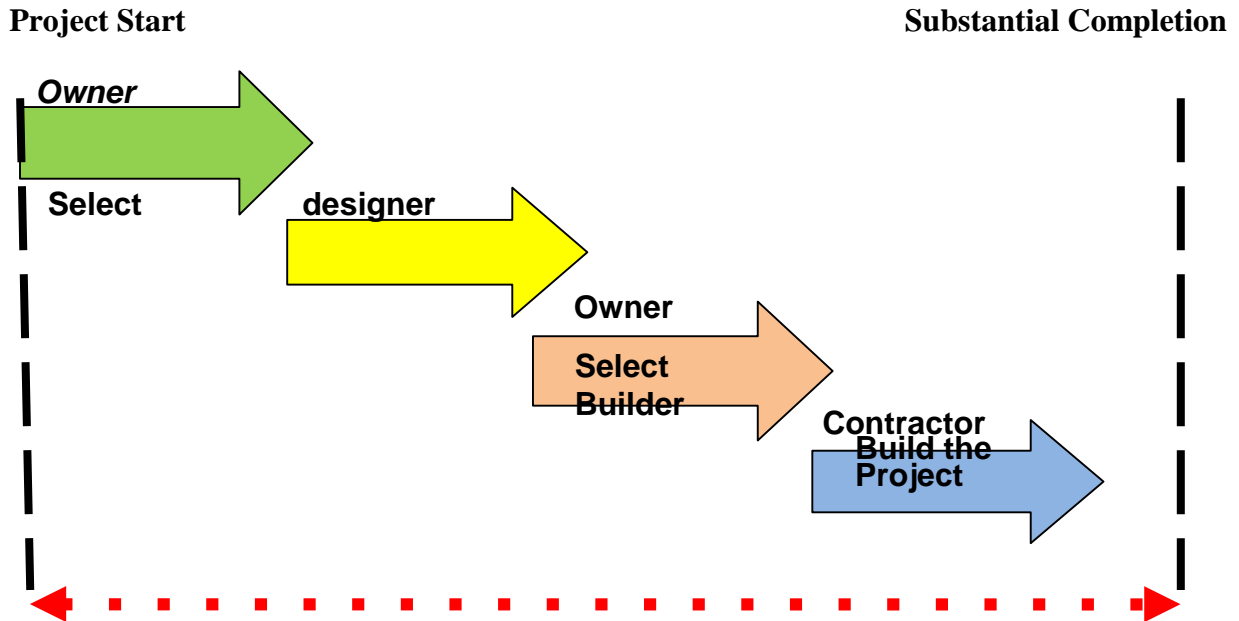 Project Start
Substantial Completion
Owner
Select
designer
Owner
Select
Builder
Contractor
Build the
Project